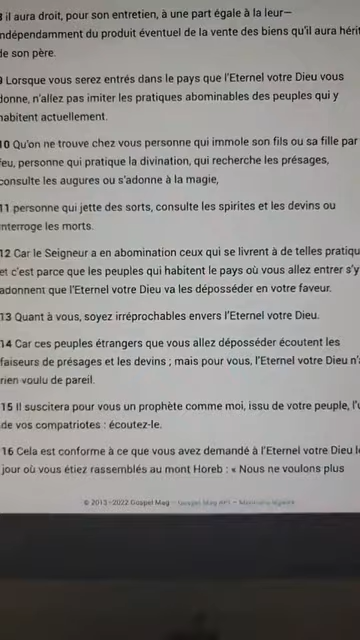 8 il aura droit, pour son entretien, à une part égale à la leur—
indépendamment du produit éventuel de la vente des biens qu'il aura hérit
de son père.
9 Lorsque vous serez entrés dans le pays que l'Eternel votre Dieu vous
donne, n'allez pas imiter les pratiques abominables des peuples qui y
habitent actuellement.
10 Qu'on ne trouve chez vous personne qui immole son fils ou sa fille par
feu, personne qui pratique la divination, qui recherche les présages,
consulte les augures ou s'adonne à la magie,
11 personne qui jette des sorts, consulte les spirites et les devins ou
interroge les morts.
12 Car le Seigneur a en abomination ceux qui se livrent à de telles pratiqu
et c'est parce que les peuples qui habitent le pays où vous allez entrer s'y
adonnent que l'Eternel votre Dieu va les déposséder en votre faveur.
13 Quant à vous, soyez irréprochables envers l'Eternel votre Dieu.
14 Car ces peuples étrangers que vous allez déposséder écoutent les
faiseurs de présages et les devins ; mais pour vous, l'Eternel votre Dieu n'a
rien voulu de pareil.
15 Il suscitera pour vous un prophète comme moi, issu de votre peuple, l'u
de vos compatriotes : écoutez-le.
16 Cela est conforme à ce que vous avez demandé à l'Eternel votre Dieu le
jour où vous étiez rassemblés au mont Horeb : « Nous ne voulons plus
© 2013-2022 Gospel Mag - Gospel Mag API - Mentions légales